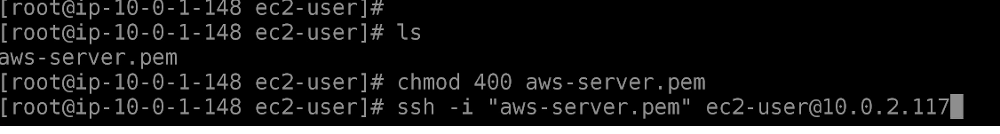 [root@ip-10-0-1-148 ec2-user]#
[root@ip-10-0-1-148 ec2-user]# ls
aws-server.pem
[root@ip-10-0-1-148 ec2-user]# chmod 400 aws-server.pem
[root@ip-10-0-1-148 ec2-user]# ssh -i "aws-server.pem" ec2-user@10.0.2.117